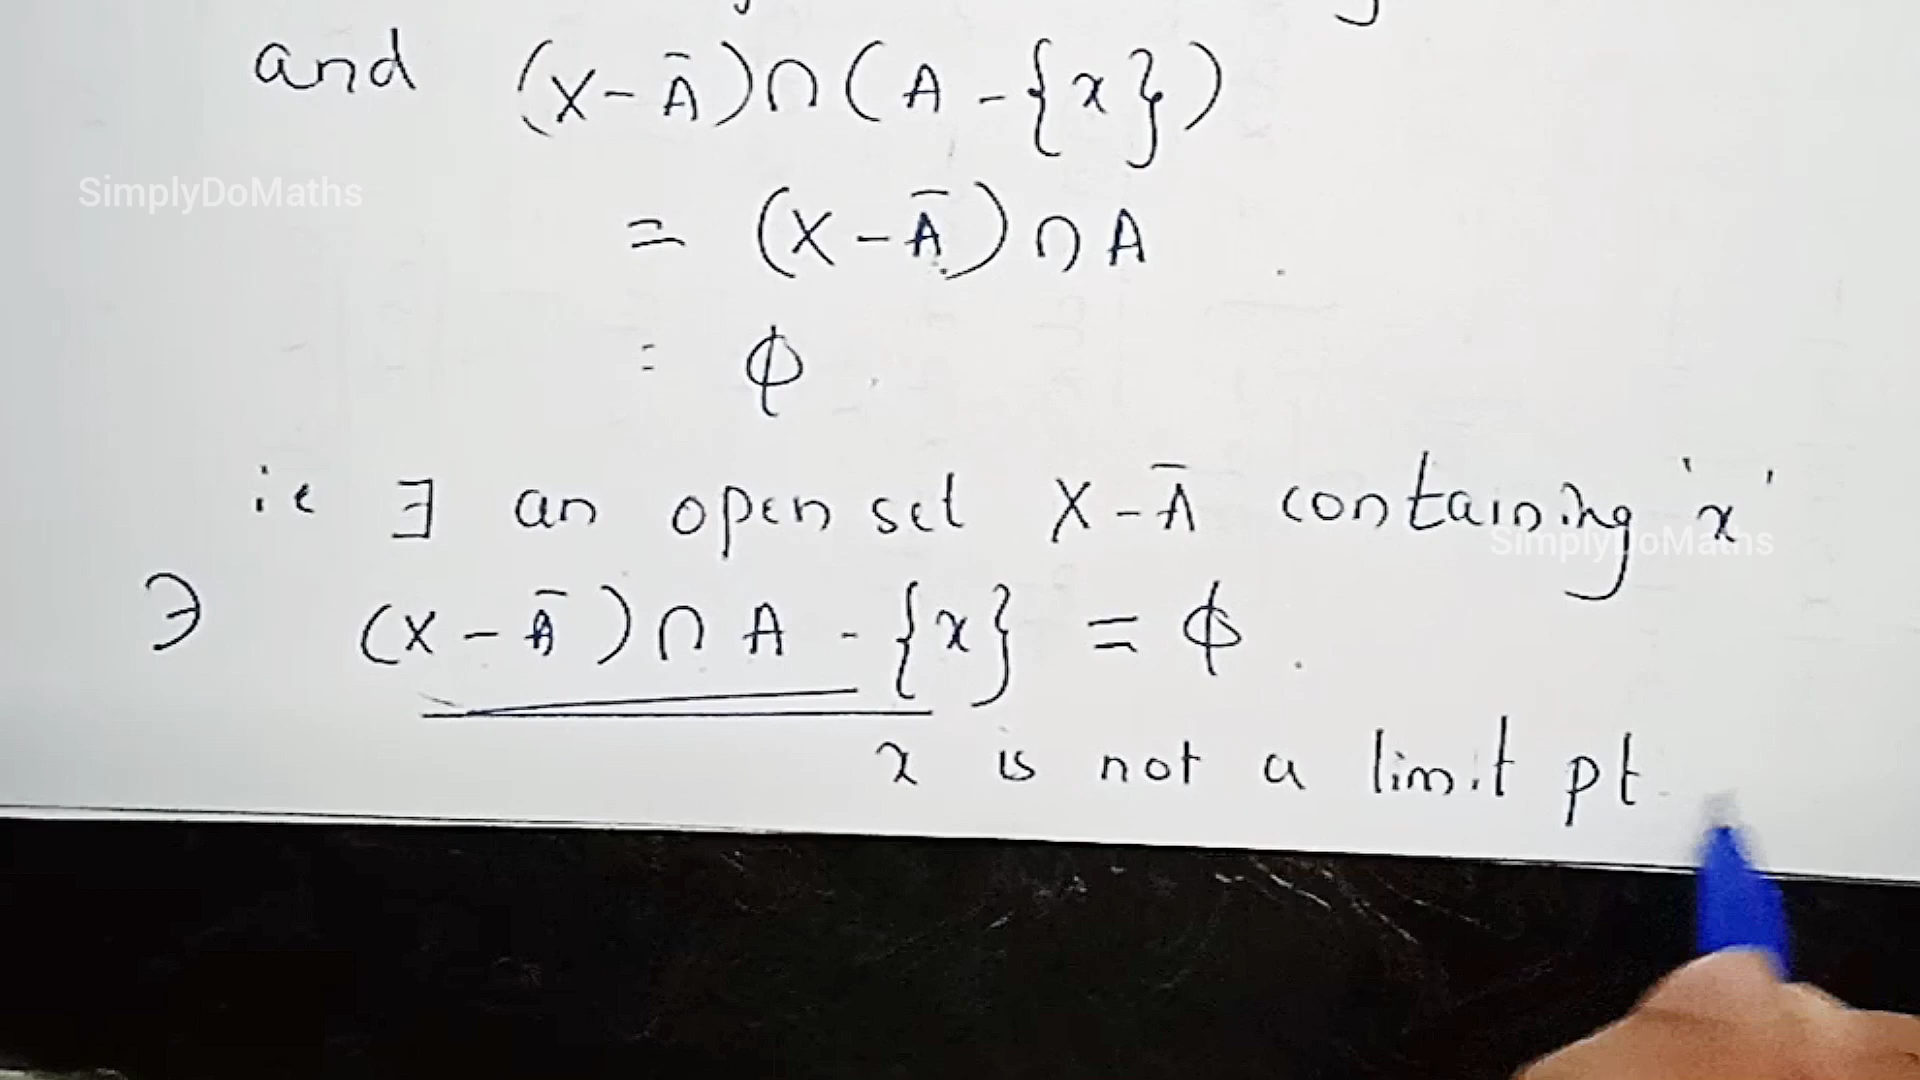 and (X-Ā)∩(A-{x})
SimplyDoMaths
= (X-Ā)∩A
= ϕ
ie ∃ an open set X-Ā containing 'x'
SimplyDoMaths
∋ (X-Ā)∩A-{x} = ϕ.
x is not a limit pt